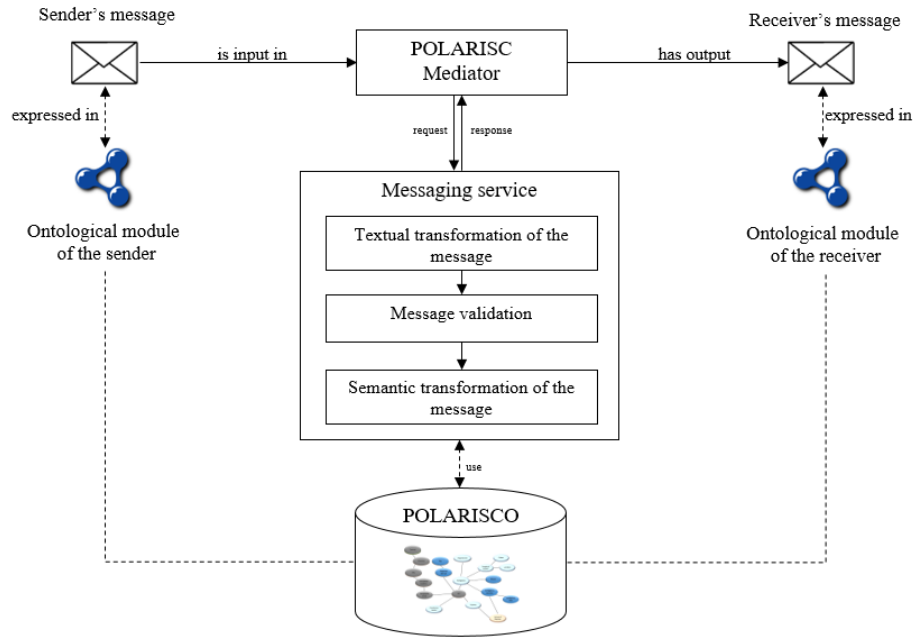 Sender's message
Receiver's message
is input in
POLARISC
Mediator
has output
expressed in
expressed in
request
response
Messaging service
Ontological module
of the sender
Ontological module
of the receiver
Textual transformation of the
message
Message validation
Semantic transformation of the
message
use
POLARISCO